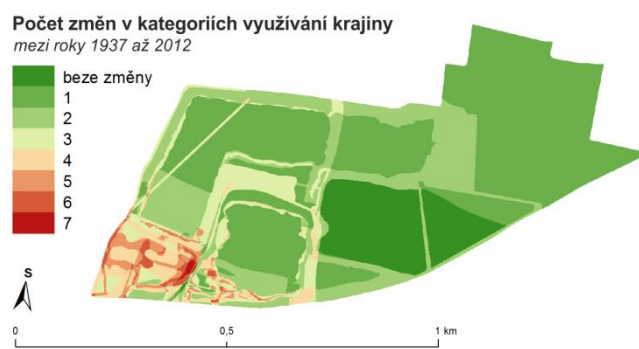 Počet změn v kategoriích využívání krajiny
mezi roky 1937 až 2012
beze změny
1
2
3
4
5
6
7
S
0
0,5
1 km